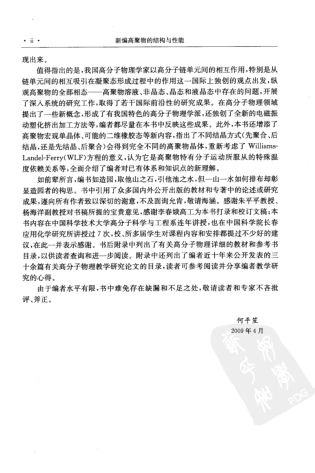 · ii ·
新编高聚物的结构与性能
现出来。
值得指出的是，我国高分子物理学家以高分子链单元间的相互作用，特别是从
链单元间的相互吸引在凝聚态形成过程中的作用这一国际上独创的观点出发，纵
观高聚物的全部相态——高聚物溶液、非晶态、晶态和液晶态中存在的问题，开展
了深入系统的研究工作，取得了若干国际前沿性的研究成果。在高分子物理领域
提出了一些新概念，形成了有我国特色的高分子物理学派，还独创了全新的电磁振
动塑化挤出加工方法等，编者都尽量在本书中反映这些成果。此外，本书还增添了
高聚物宏观单晶体、可能的二维橡胶态等新内容，指出了不同结晶方式（先聚合、后
结晶，还是先结晶、后聚合）会得到完全不同的高聚物晶体，重新考虑了Williams-
Landel-Ferry(WLF)方程的意义，认为它是高聚物特有分子运动所服从的特殊温
度依赖关系等，全面介绍了编者对已有体系和知识点的新理解。
如前辈所言，编书如造园，取他山之石，引他池之水，但一山一水如何排布却彰
显造园者的构思。书中引用了众多国内外公开出版的教材和专著中的论述或研究
成果，谨向所有作者致以深切的谢意，不及面询允肯，敬请海涵。感谢朱平平教授、
杨海洋副教授对书稿所提的宝贵意见，感谢李春娥高工为本书打印和校订文稿；本
书内容在中国科学技术大学高分子科学与工程系连年讲授，也在中国科学院长春
应用化学研究所讲授过7次，校、所多届学生对课程内容和安排都提过不少好的建
议，在此一并表示感谢。书后附录中列出了有关高分子物理详细的教材和参考书
目录，以供读者查询和进一步阅读。附录中还列出了编者近十年来公开发表的三
十余篇有关高分子物理教学研究论文的目录，读者可参考阅读并分享编者教学研究
的心得。
由于编者水平有限，书中难免存在缺漏和不足之处，敬请读者和专家不吝批
评、斧正。
何平笙
2009年4月
PDG